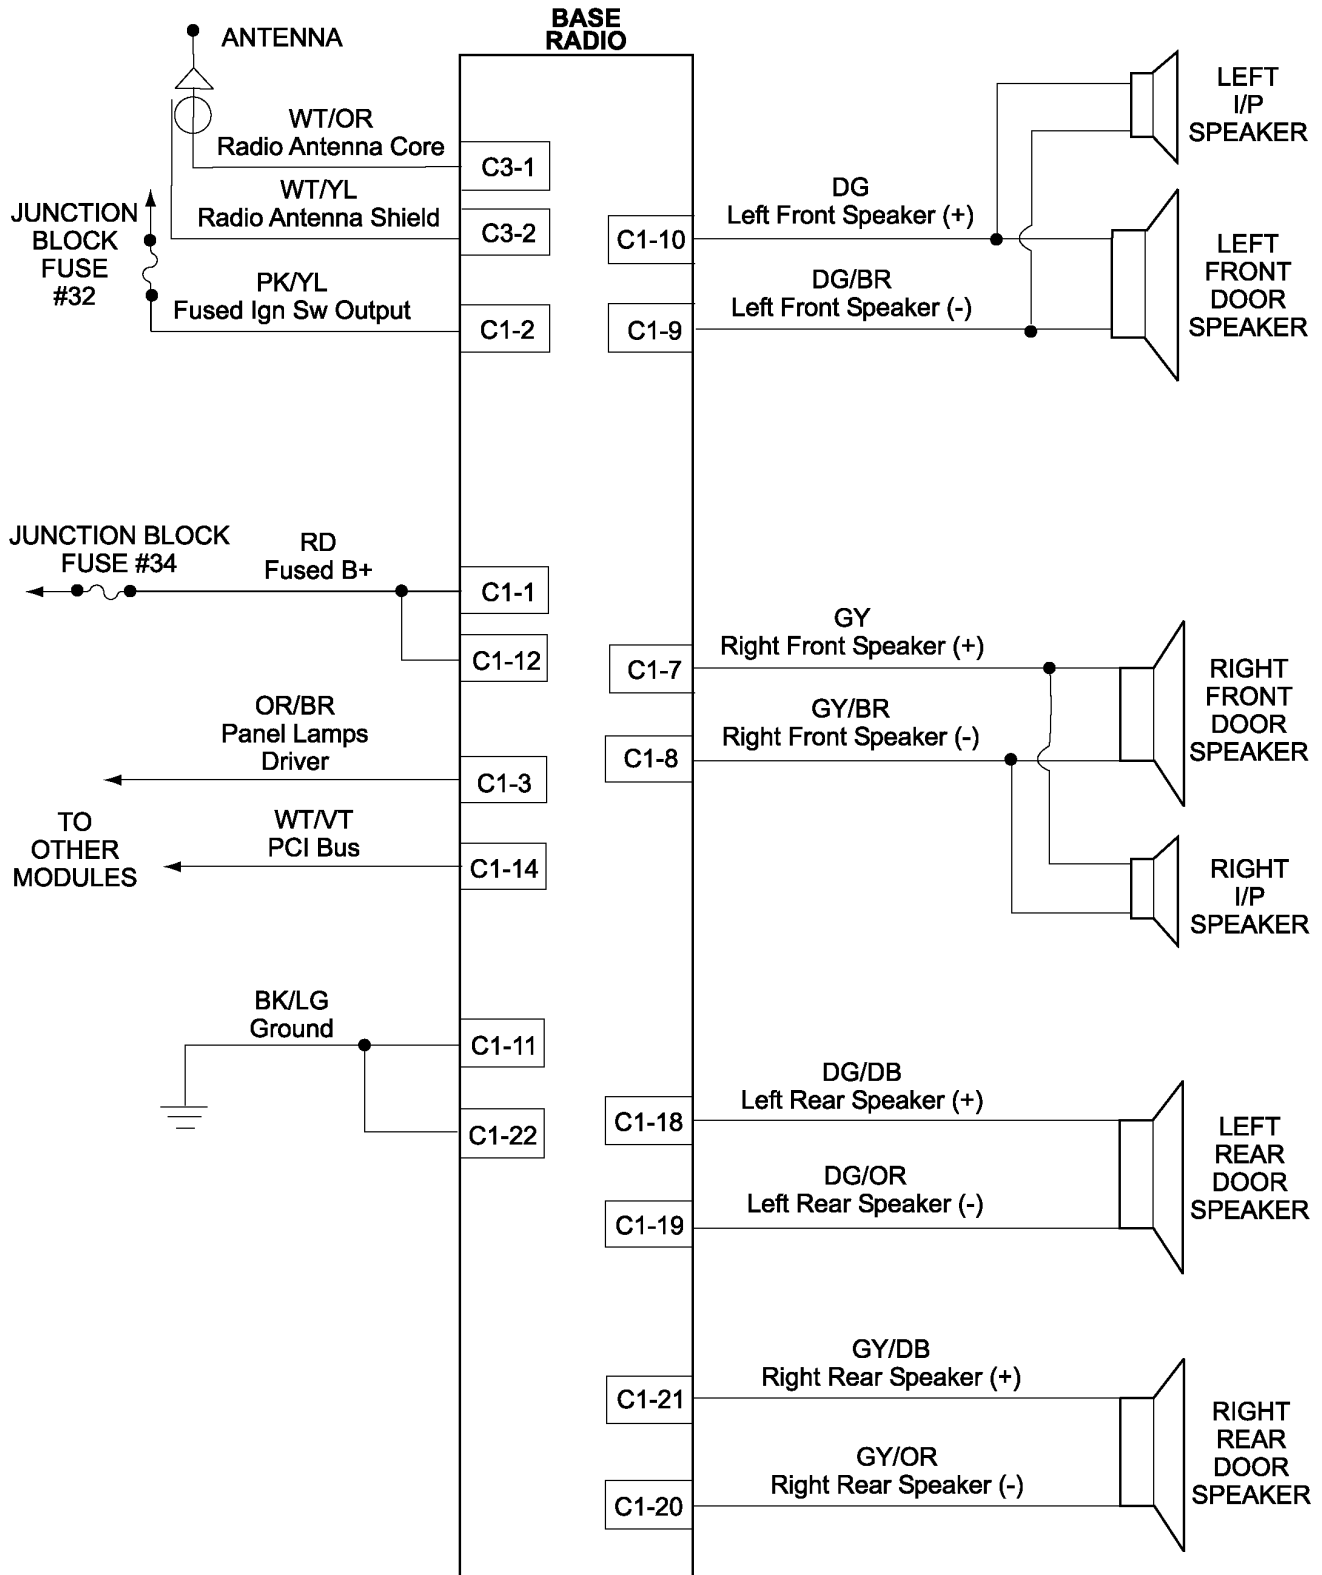 BASE
RADIO
ANTENNA
WT/OR
Radio Antenna Core
C3-1
WT/YL
Radio Antenna Shield
C3-2
JUNCTION
BLOCK
FUSE
#32
PK/YL
Fused Ign Sw Output
C1-2
JUNCTION BLOCK
FUSE #34
RD
Fused B+
C1-1
C1-12
OR/BR
Panel Lamps
Driver
C1-3
TO
OTHER
MODULES
WT/VT
PCI Bus
C1-14
BK/LG
Ground
C1-11
C1-22
LEFT
I/P
SPEAKER
DG
Left Front Speaker (+)
C1-10
DG/BR
Left Front Speaker (-)
C1-9
LEFT
FRONT
DOOR
SPEAKER
GY
Right Front Speaker (+)
C1-7
GY/BR
Right Front Speaker (-)
C1-8
RIGHT
FRONT
DOOR
SPEAKER
RIGHT
I/P
SPEAKER
DG/DB
Left Rear Speaker (+)
C1-18
DG/OR
Left Rear Speaker (-)
C1-19
LEFT
REAR
DOOR
SPEAKER
GY/DB
Right Rear Speaker (+)
C1-21
GY/OR
Right Rear Speaker (-)
C1-20
RIGHT
REAR
DOOR
SPEAKER